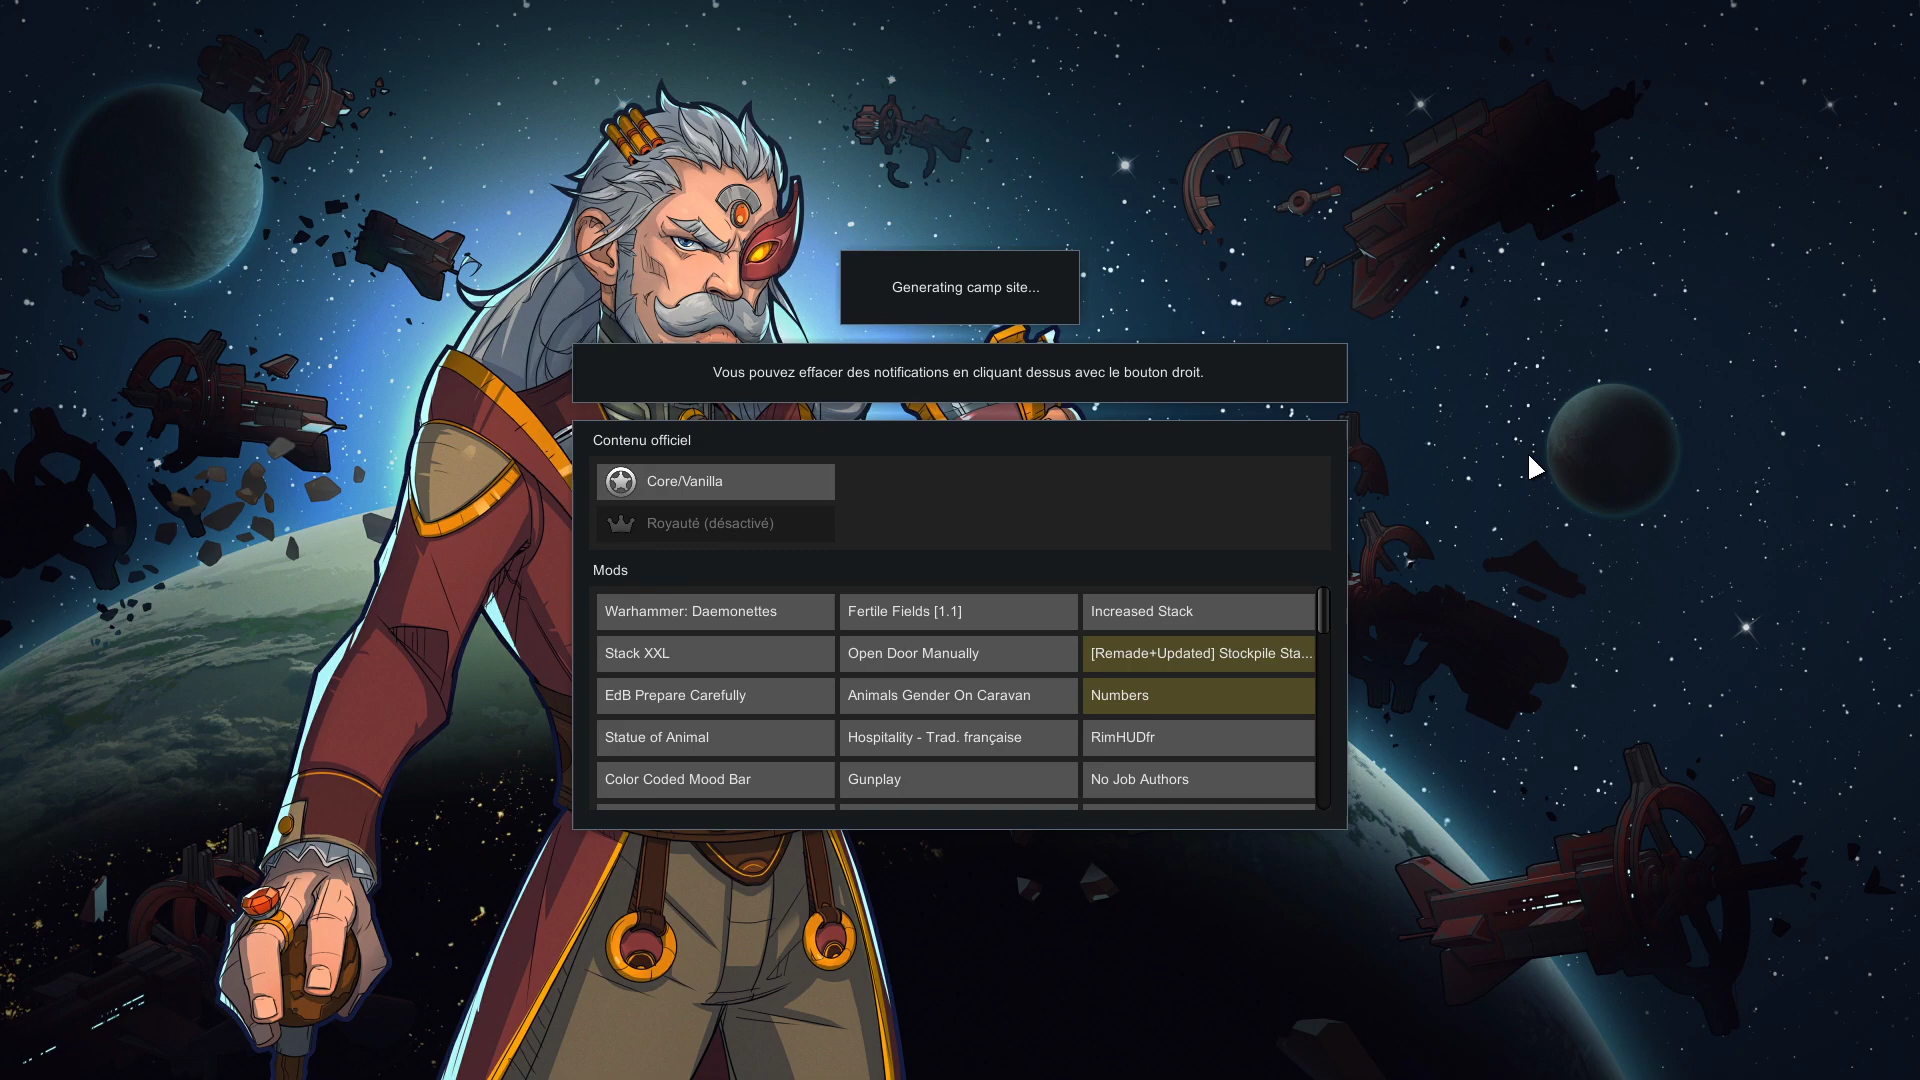 Generating camp site...
Vous pouvez effacer des notifications en cliquant dessus avec le bouton droit.
Contenu officiel
Core/Vanilla
Royauté (désactivé)
Mods
Warhammer: Daemonettes
Fertile Fields [1.1]
Increased Stack
Stack XXL
Open Door Manually
[Remade+Updated] Stockpile Sta...
EdB Prepare Carefully
Animals Gender On Caravan
Numbers
Statue of Animal
Hospitality - Trad. française
RimHUDfr
Color Coded Mood Bar
Gunplay
No Job Authors